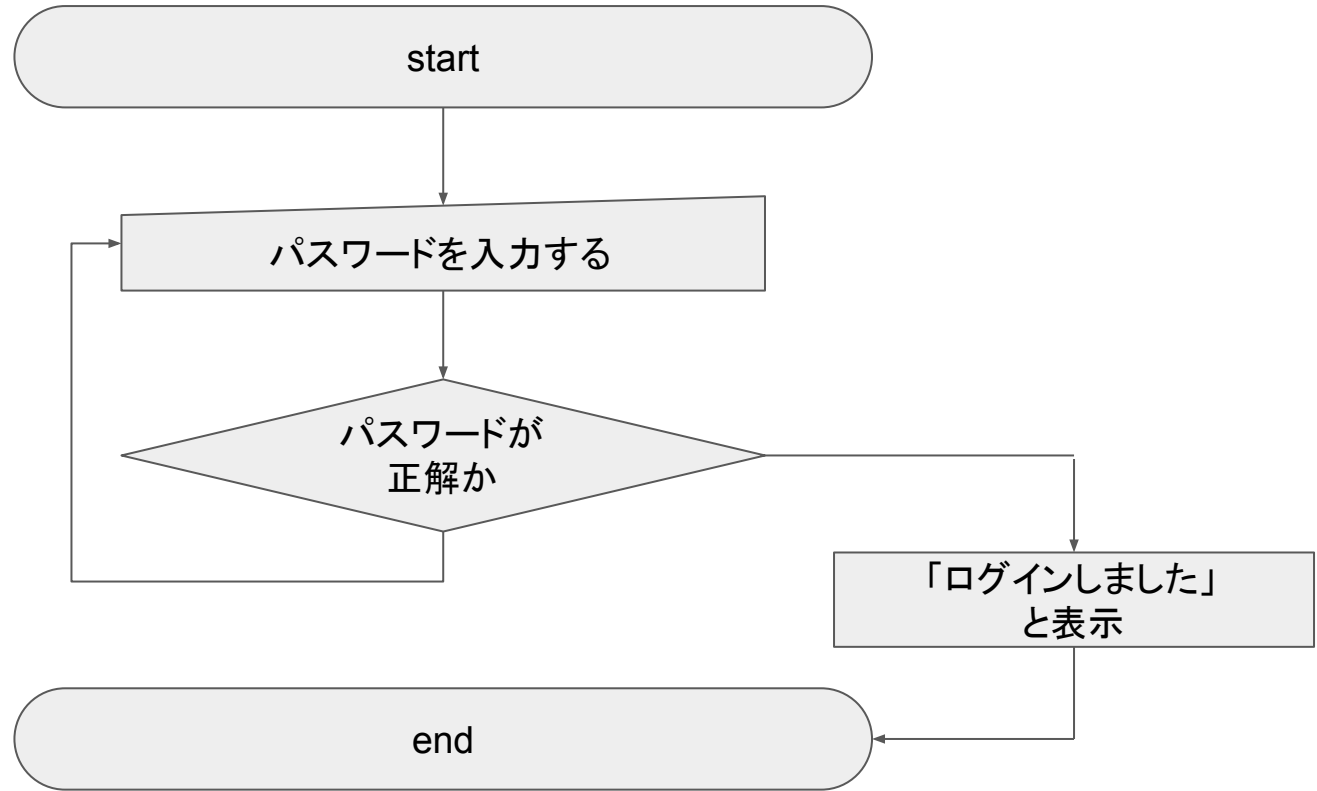 start
パスワードを入力する
パスワードが
正解か
「ログインしました」
と表示
end